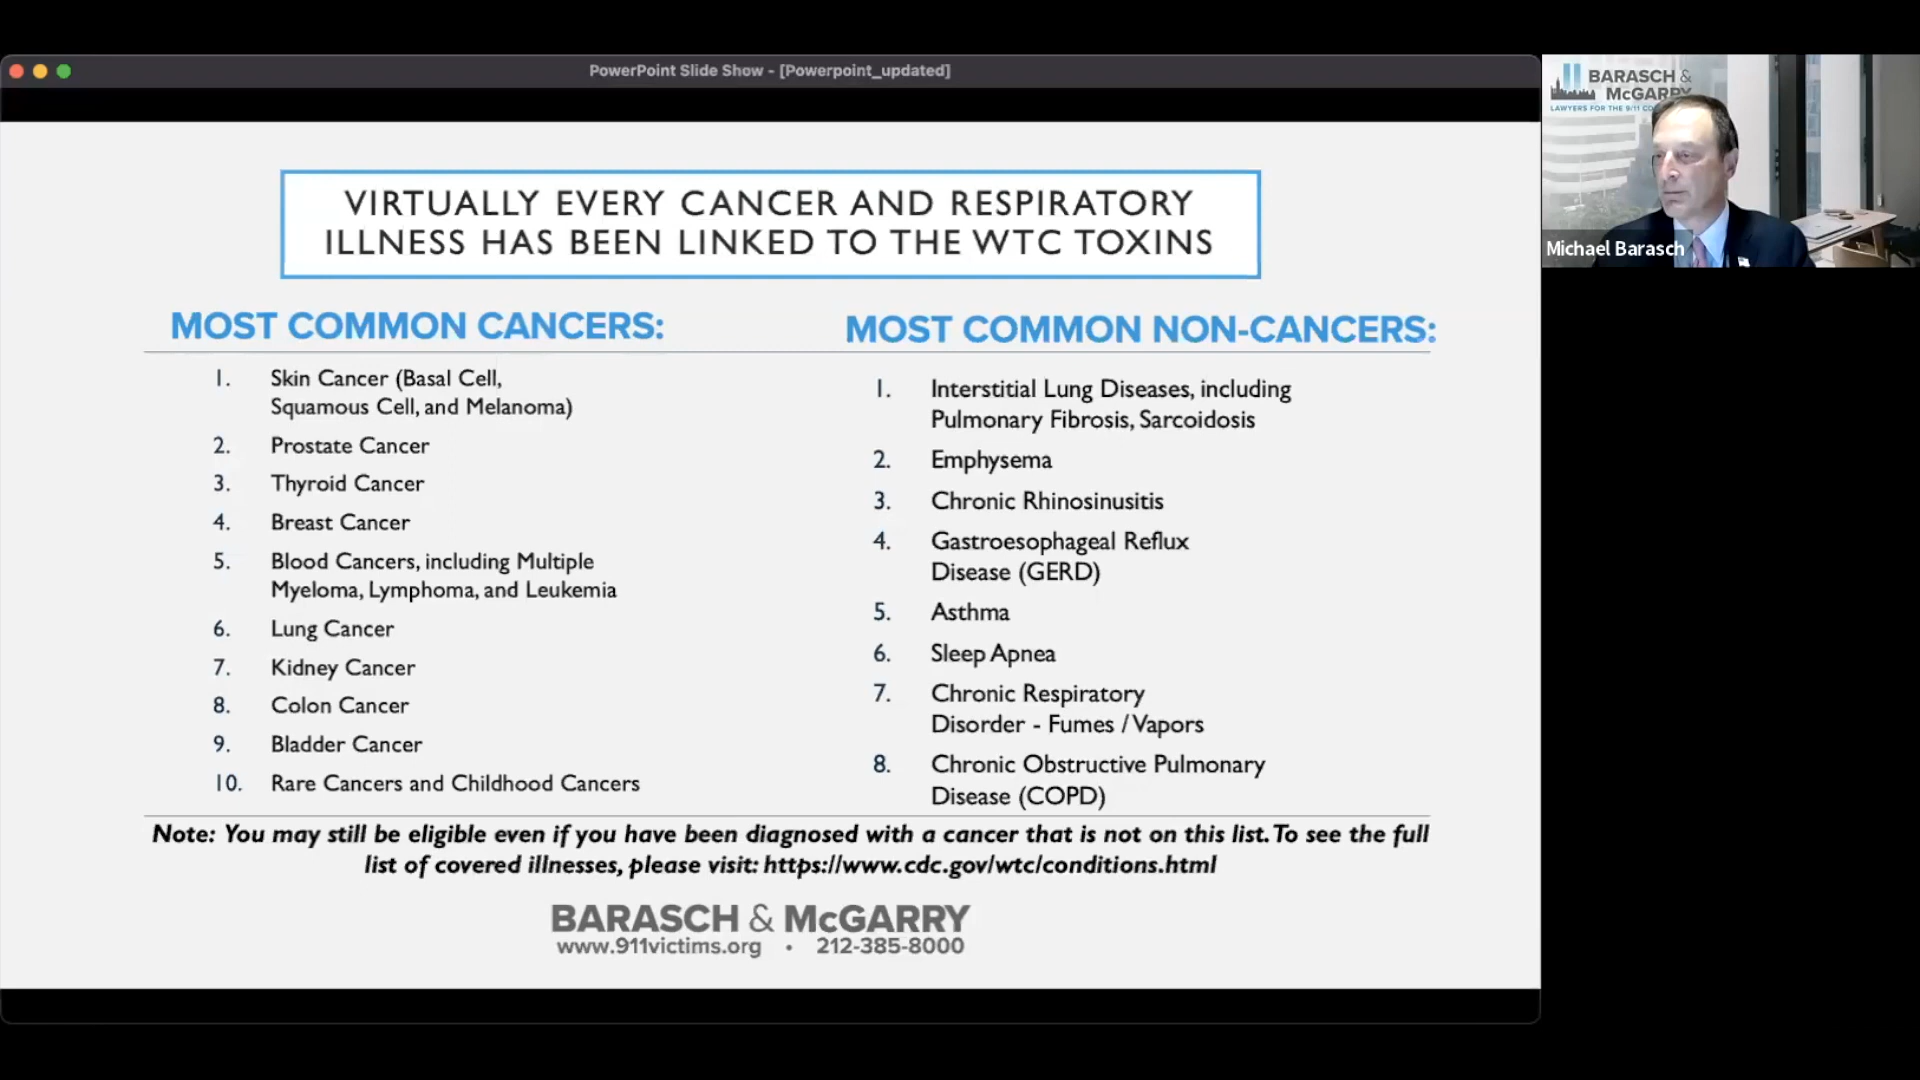 PowerPoint Slide Show - [Powerpoint_updated]
VIRTUALLY EVERY CANCER AND RESPIRATORY
ILLNESS HAS BEEN LINKED TO THE WTC TOXINS
MOST COMMON CANCERS:
1. Skin Cancer (Basal Cell,
Squamous Cell, and Melanoma)
2. Prostate Cancer
3. Thyroid Cancer
4. Breast Cancer
5. Blood Cancers, including Multiple
Myeloma, Lymphoma, and Leukemia
6. Lung Cancer
7. Kidney Cancer
8. Colon Cancer
9. Bladder Cancer
10. Rare Cancers and Childhood Cancers
MOST COMMON NON-CANCERS:
1. Interstitial Lung Diseases, including
Pulmonary Fibrosis, Sarcoidosis
2. Emphysema
3. Chronic Rhinosinusitis
4. Gastroesophageal Reflux
Disease (GERD)
5. Asthma
6. Sleep Apnea
7. Chronic Respiratory
Disorder - Fumes / Vapors
8. Chronic Obstructive Pulmonary
Disease (COPD)
Note: You may still be eligible even if you have been diagnosed with a cancer that is not on this list. To see the full
list of covered illnesses, please visit: https://www.cdc.gov/wtc/conditions.html
BARASCH & McGARRY
www.911victims.org • 212-385-8000
BARASCH &
McGARRY
LAWYERS FOR THE 9/11
Michael Barasch